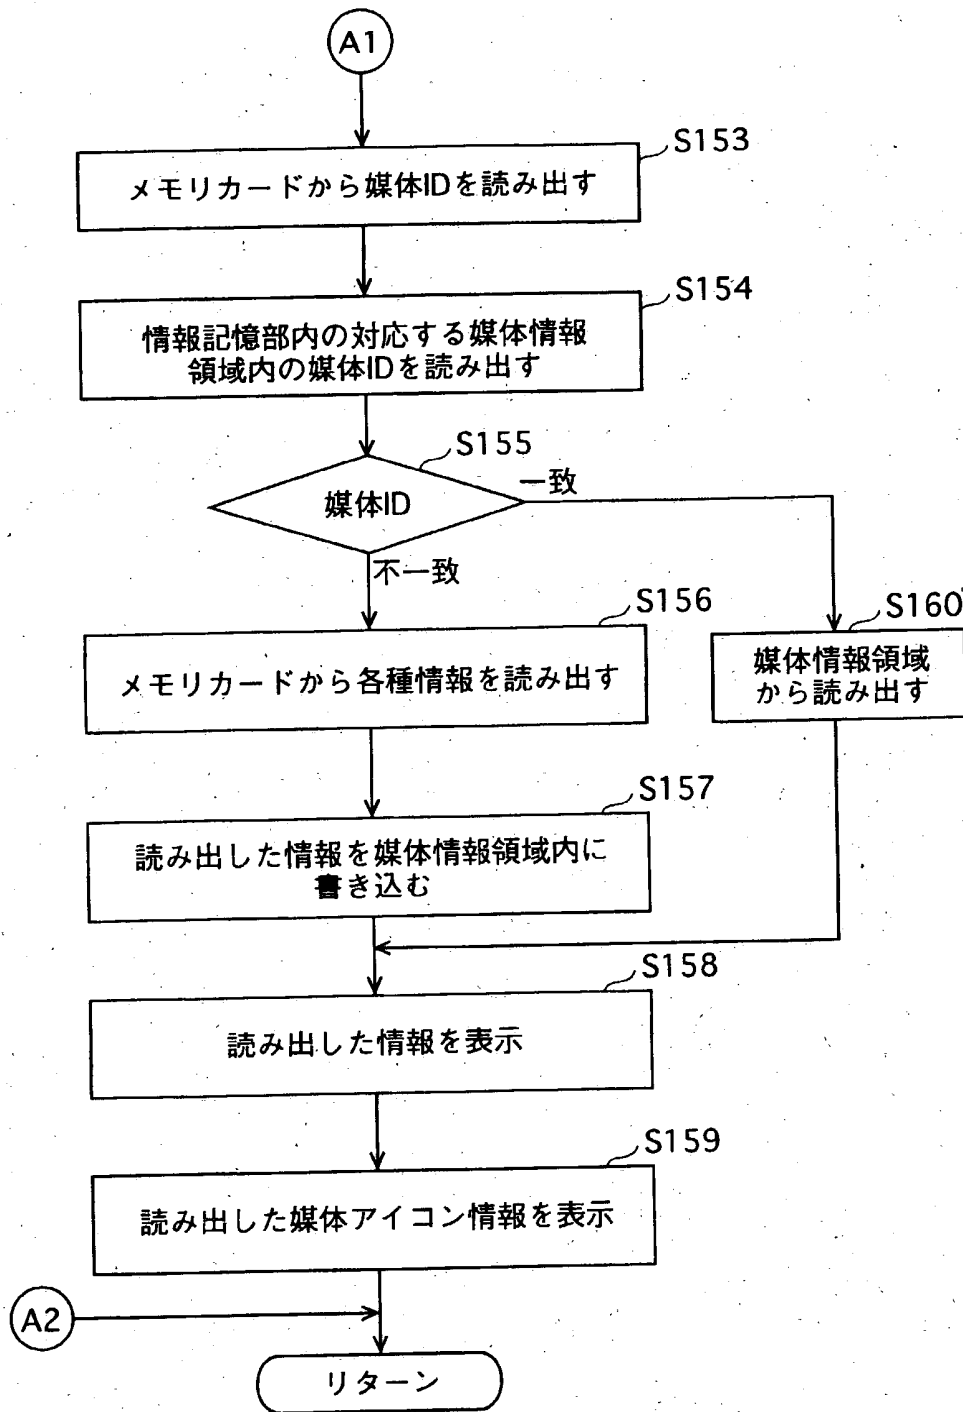 A1
S153
メモリカードから媒体IDを読み出す
S154
情報記憶部内の対応する媒体情報
領域内の媒体IDを読み出す
S155
媒体ID
一致
不一致
S156
メモリカードから各種情報を読み出す
S160
媒体情報領域
から読み出す
S157
読み出した情報を媒体情報領域内に
書き込む
S158
読み出した情報を表示
S159
読み出した媒体アイコン情報を表示
A2
リターン